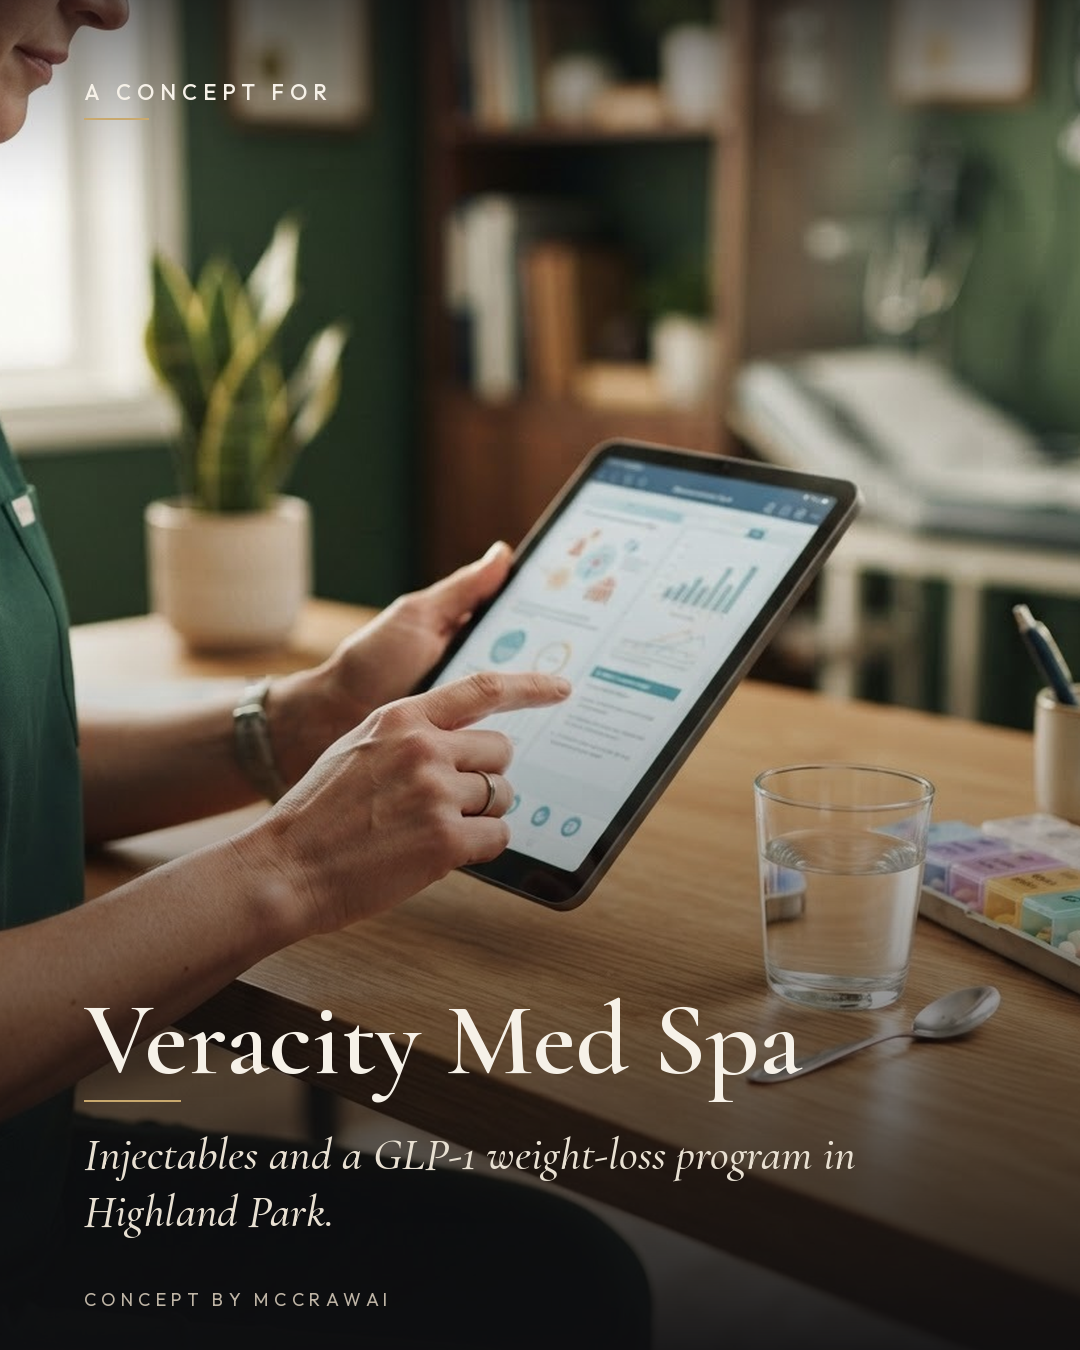 A CONCEPT FOR
Veracity Med Spa
Injectables and a GLP-1 weight-loss program in
Highland Park.
CONCEPT BY MCCRAWAI